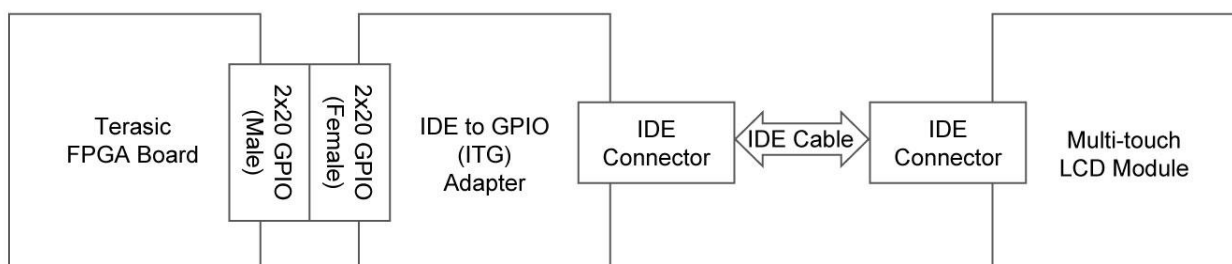 Terasic
FPGA Board
2x20 GPIO
(Male)
2x20 GPIO
(Female)
IDE to GPIO
(ITG)
Adapter
IDE
Connector
IDE Cable
IDE
Connector
Multi-touch
LCD Module